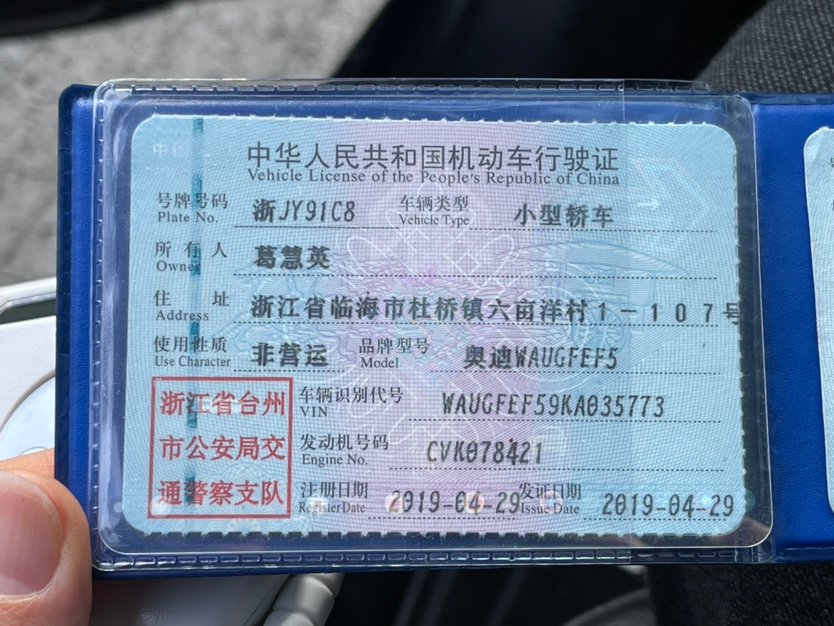 中国
中华人民共和国机动车行驶证
Vehicle License of the People's Republic of China
号牌号码 浙JY91C8 车辆类型 小型轿车
Plate No. Vehicle Type
所有人 葛慧英
Owner
住址 浙江省临海市杜桥镇六亩洋村1-107号
Address
使用性质 非营运 品牌型号 奥迪WAUGFEF5
Use Character Model
浙江省台州 车辆识别代号 WAUGFEF59KA035773
VIN
市公安局交 发动机号码 CVK078421
Engine No.
通警察支队 注册日期 2019-04-29 发证日期 2019-04-29
Register Date Issue Date